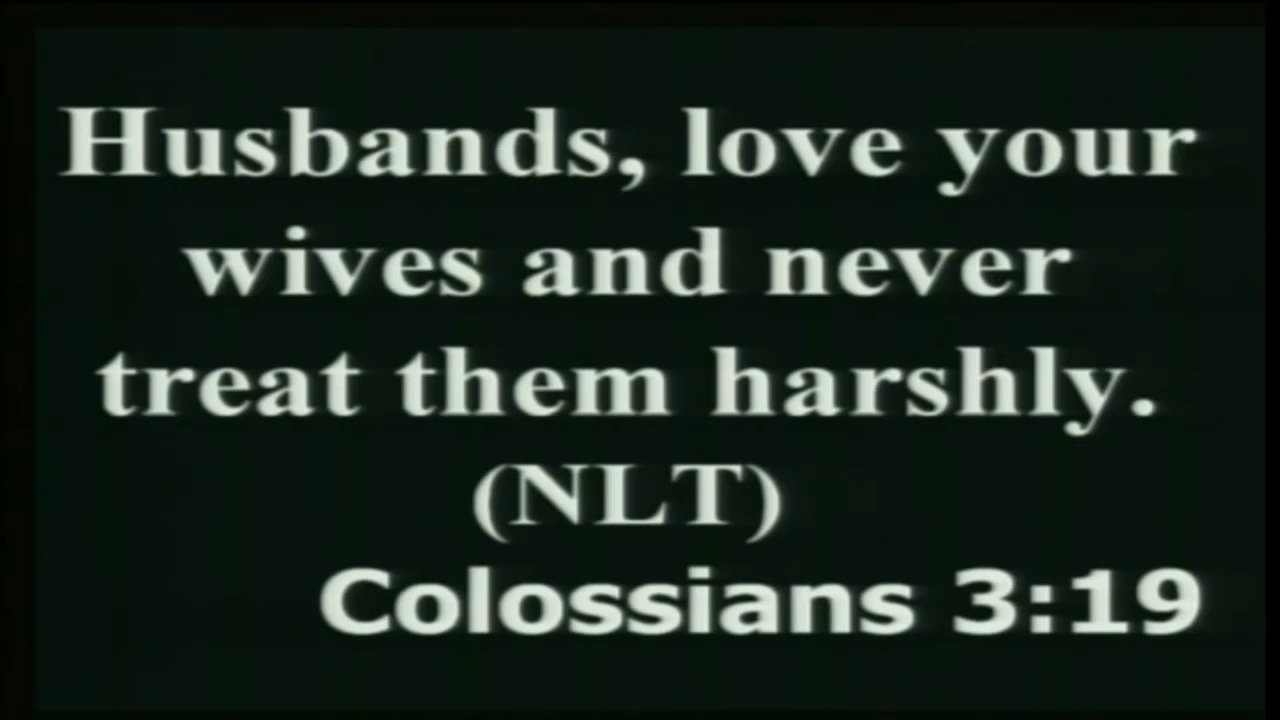 Husbands, love your
wives and never
treat them harshly.
(NLT)
Colossians 3:19